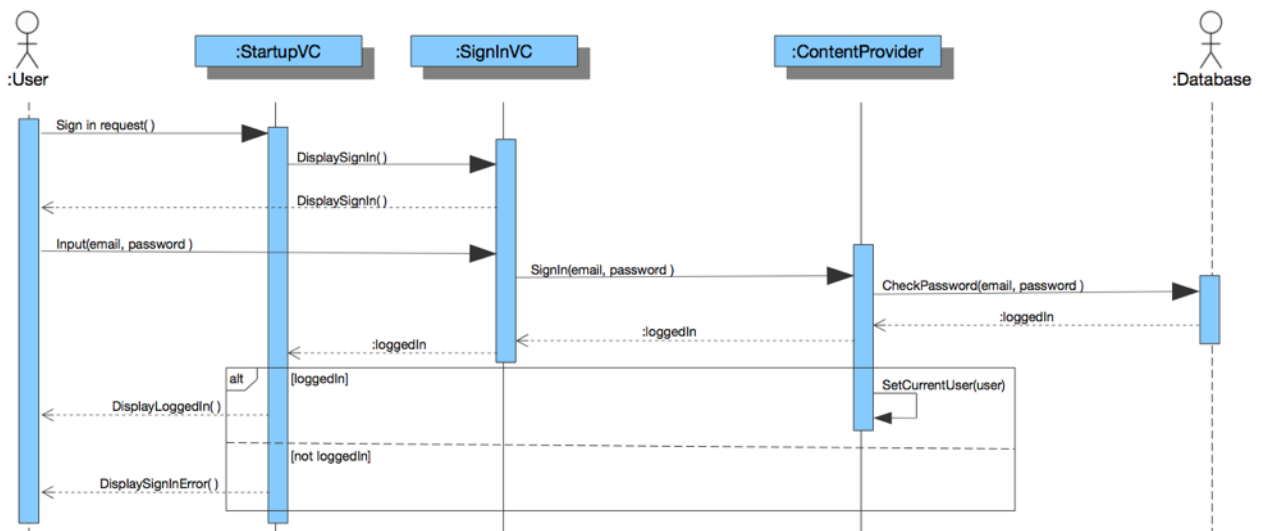 :User
:StartupVC
:SignInVC
:ContentProvider
:Database
Sign in request( )
DisplaySignIn( )
DisplaySignIn( )
Input(email, password )
SignIn(email, password )
CheckPassword(email, password )
:loggedIn
:loggedIn
:loggedIn
alt
[loggedIn]
SetCurrentUser(user)
DisplayLoggedIn( )
[not loggedIn]
DisplaySignInError( )